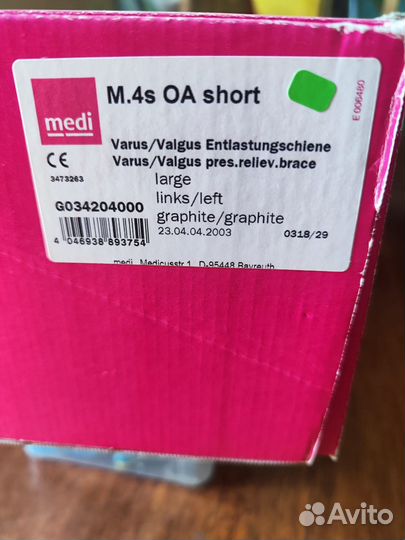 medi
M.4s OA short
E 006480
Varus/Valgus Entlastungschiene
Varus/Valgus pres.reliev.brace
CE
3473263
large
links/left
graphite/graphite
G034204000
23.04.04.2003
0318/29
4 046938 893754
medi Medicusstr.1 D-95448 Bayreuth
Avito